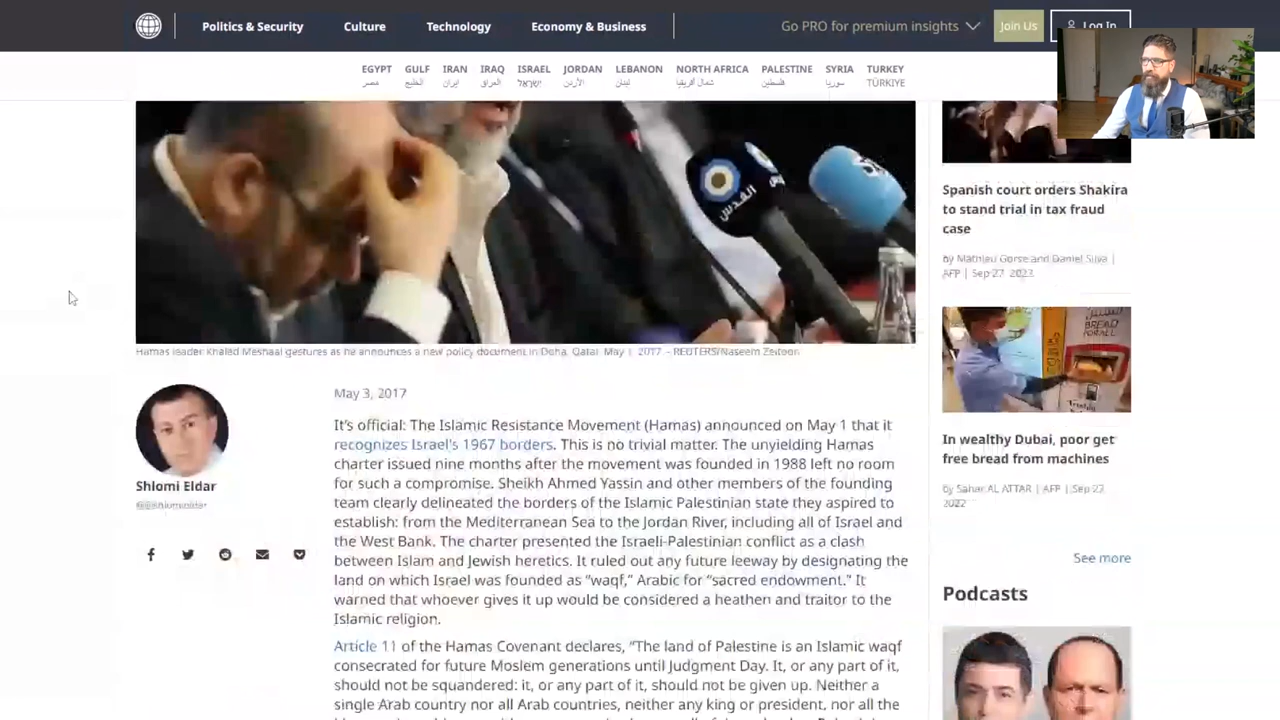 Politics & Security
Culture
Technology
Economy & Business
Go PRO for premium insights
Join Us
Log In
EGYPT
GULF
IRAN
IRAQ
ISRAEL
JORDAN
LEBANON
NORTH AFRICA
PALESTINE
SYRIA
TURKEY
مصر
الخليج
ایران
العراق
ישראל
الأردن
لبنان
شمال أفريقيا
فلسطين
سوريا
TÜRKİYE
القدس
Hamas leader Khaled Meshaal gestures as he announces a new policy document in Doha, Qatar, May 1, 2017 - REUTERS/Naseem Zeitoon
Shlomi Eldar
May 3, 2017
It's official: The Islamic Resistance Movement (Hamas) announced on May 1 that it
recognizes Israel's 1967 borders. This is no trivial matter. The unyielding Hamas
charter issued nine months after the movement was founded in 1988 left no room
for such a compromise. Sheikh Ahmed Yassin and other members of the founding
team clearly delineated the borders of the Islamic Palestinian state they aspired to
establish: from the Mediterranean Sea to the Jordan River, including all of Israel and
the West Bank. The charter presented the Israeli-Palestinian conflict as a clash
between Islam and Jewish heretics. It ruled out any future leeway by designating the
land on which Israel was founded as “waqf,” Arabic for “sacred endowment.” It
warned that whoever gives it up would be considered a heathen and traitor to the
Islamic religion.
Article 11 of the Hamas Covenant declares, “The land of Palestine is an Islamic waqf
consecrated for future Moslem generations until Judgment Day. It, or any part of it,
should not be squandered: it, or any part of it, should not be given up. Neither a
single Arab country nor all Arab countries, neither any king or president, nor all the
Spanish court orders Shakira
to stand trial in tax fraud
case
by Mathieu Gorse and Daniel Silva |
AFP | Sep 27, 2023
BREAD
FOR ALL
In wealthy Dubai, poor get
free bread from machines
by Sahar AL ATTAR | AFP | Sep 23,
2022
See more
Podcasts